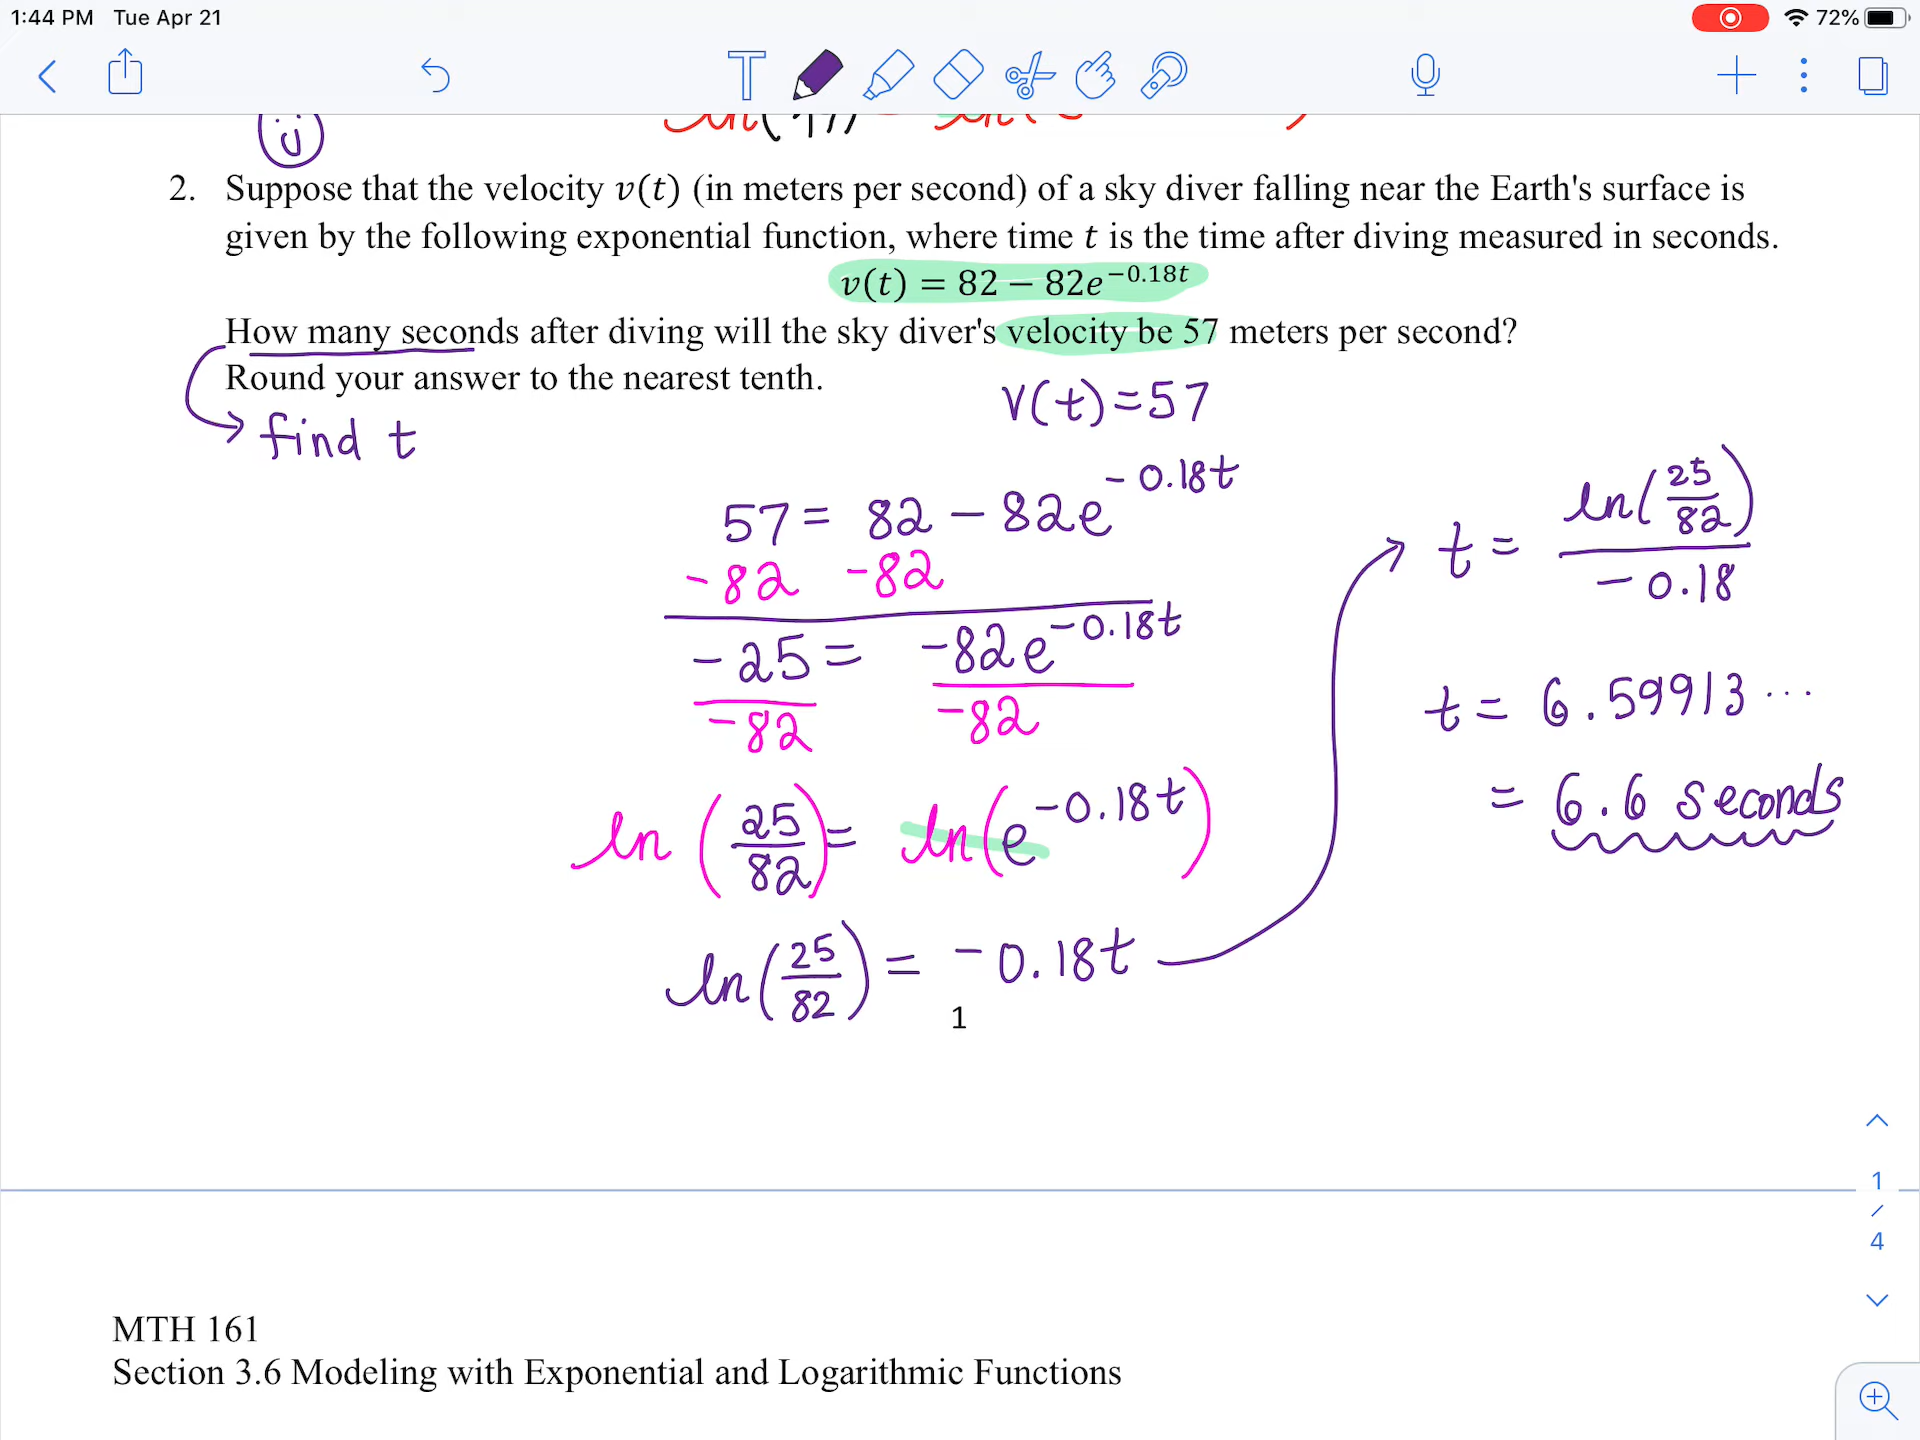 1:44 PM Tue Apr 21
72%
2. Suppose that the velocity v(t) (in meters per second) of a sky diver falling near the Earth's surface is
given by the following exponential function, where time t is the time after diving measured in seconds.
v(t) = 82 − 82e^−0.18t
How many seconds after diving will the sky diver's velocity be 57 meters per second?
Round your answer to the nearest tenth.
v(t)=57
find t
57 = 82 − 82e^−0.18t
−82 −82
−25 = −82e^−0.18t
−82 −82
ln(25/82) = ln(e^−0.18t)
ln(25/82) = −0.18t
t = ln(25/82)/−0.18
t = 6.59913...
= 6.6 seconds
1
1
/
4
MTH 161
Section 3.6 Modeling with Exponential and Logarithmic Functions